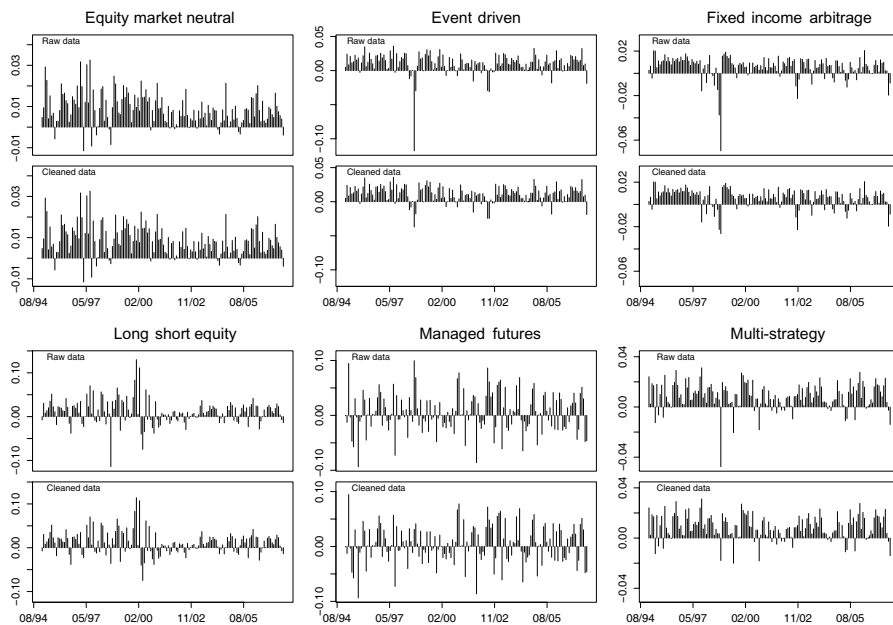 Equity market neutral
Raw data
0.03
0.01
−0.01
Cleaned data
0.03
0.01
−0.01
08/94 05/97 02/00 11/02 08/05
Event driven
0.05
Raw data
0.00
−0.10
0.05
Cleaned data
0.00
−0.10
08/94 05/97 02/00 11/02 08/05
Fixed income arbitrage
Raw data
0.02
−0.02
−0.06
Cleaned data
0.02
−0.02
−0.06
08/94 05/97 02/00 11/02 08/05
Long short equity
Raw data
0.10
0.00
−0.10
Cleaned data
0.10
0.00
−0.10
08/94 05/97 02/00 11/02 08/05
Managed futures
0.10
Raw data
0.05
0.00
−0.05
−0.10
0.10
Cleaned data
0.05
0.00
−0.05
−0.10
08/94 05/97 02/00 11/02 08/05
Multi-strategy
0.04
Raw data
0.00
−0.04
0.04
Cleaned data
0.00
−0.04
08/94 05/97 02/00 11/02 08/05